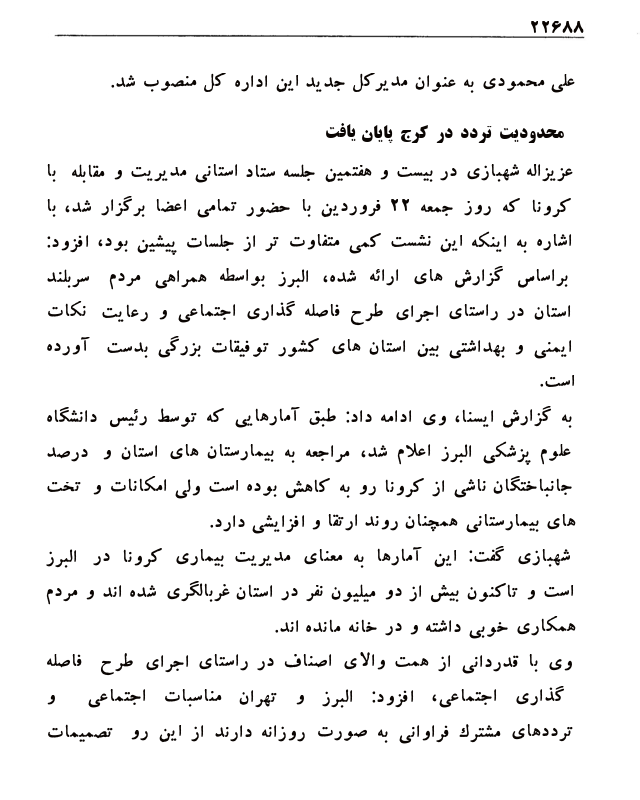 ۲۲۶۸۸
علی محمودی به عنوان مدیرکل جدید این اداره کل منصوب شد.
محدودیت تردد در کرج پایان یافت
عزیزاله شهبازی در بیست و هفتمین جلسه ستاد استانی مدیریت و مقابله با
کرونا که روز جمعه ۲۲ فروردین با حضور تمامی اعضا برگزار شد، با
اشاره به اینکه این نشست کمی متفاوت تر از جلسات پیشین بود، افزود:
براساس گزارش های ارائه شده، البرز بواسطه همراهی مردم سربلند
استان در راستای اجرای طرح فاصله گذاری اجتماعی و رعایت نکات
ایمنی و بهداشتی بین استان های کشور توفیقات بزرگی بدست آورده
است.
به گزارش ایسنا، وی ادامه داد: طبق آمارهایی که توسط رئیس دانشگاه
علوم پزشکی البرز اعلام شد، مراجعه به بیمارستان های استان و درصد
جانباختگان ناشی از کرونا رو به کاهش بوده است ولی امکانات و تخت
های بیمارستانی همچنان روند ارتقا و افزایشی دارد.
شهبازی گفت: این آمارها به معنای مدیریت بیماری کرونا در البرز
است و تاکنون بیش از دو میلیون نفر در استان غربالگری شده اند و مردم
همکاری خوبی داشته و در خانه مانده اند.
وی با قدردانی از همت والای اصناف در راستای اجرای طرح فاصله
گذاری اجتماعی، افزود: البرز و تهران مناسبات اجتماعی و
ترددهای مشترك فراوانی به صورت روزانه دارند از این رو تصمیمات